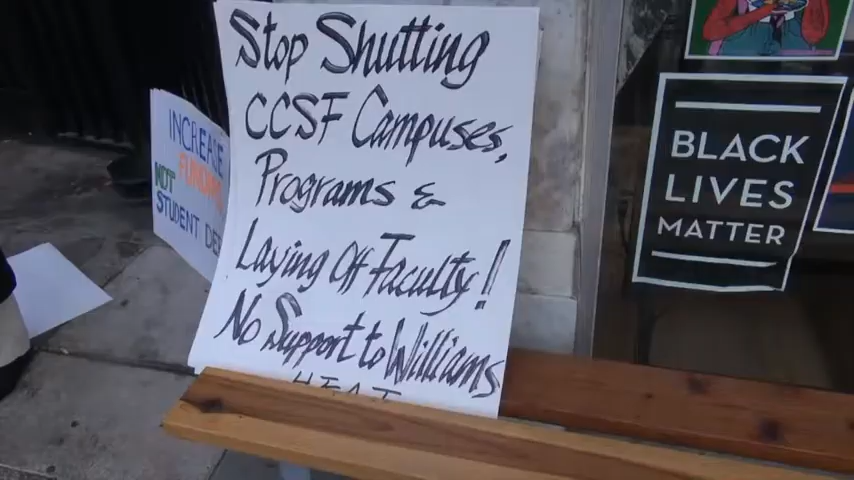 Stop Shutting
CCSF Campuses,
Programs &
Laying Off Faculty!!
No Support to Williams
HEAT
INCREASE
FUNDING
NOT
STUDENT DE
BLACK
LIVES
MATTER